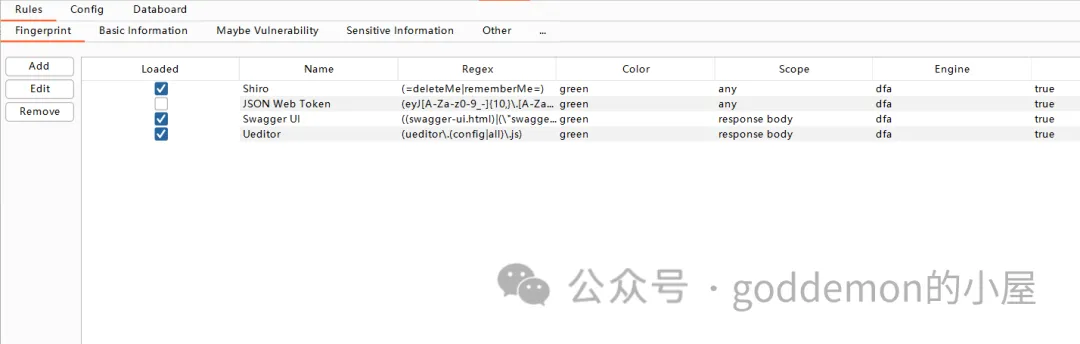 Rules Config Databoard
Fingerprint Basic Information Maybe Vulnerability Sensitive Information Other ...
Add
Edit
Remove
Loaded Name Regex Color Scope Engine
Shiro (=deleteMe|rememberMe=) green any dfa true
JSON Web Token (eyJ[A-Za-z0-9_-]{10,}\.[A-Za... green any dfa true
Swagger UI ((swagger-ui.html)|(\"swagge... green response body dfa true
Ueditor (ueditor\.(config|all)\.js) green response body dfa true
公众号 · goddemon的小屋